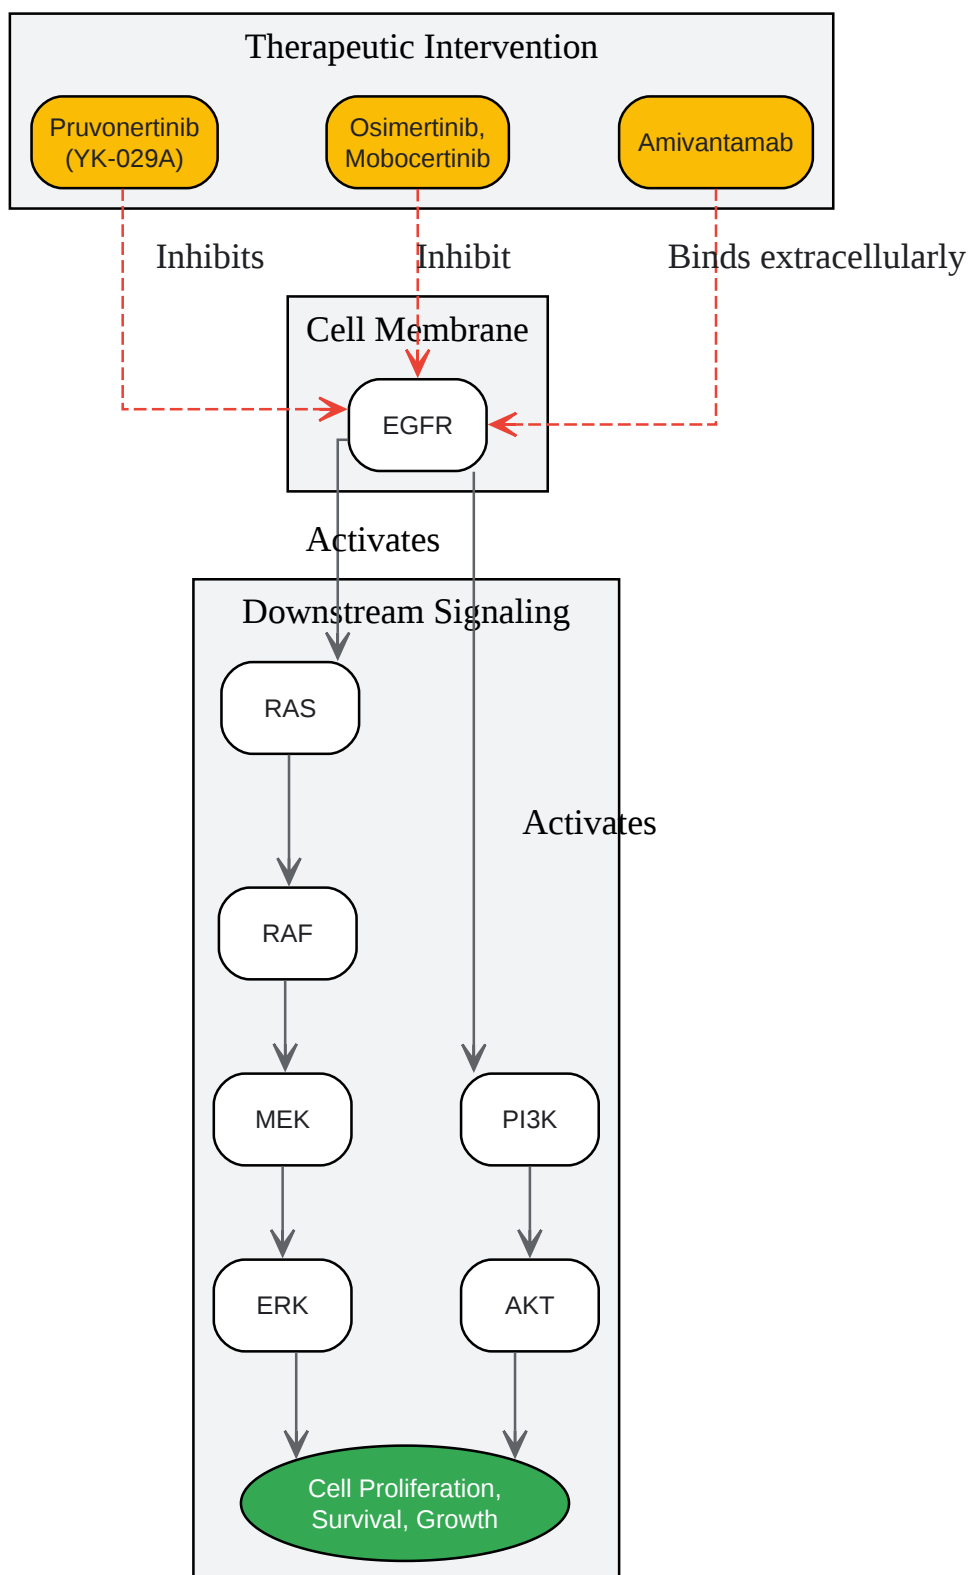 Therapeutic Intervention
Pruvonertinib
(YK-029A)
Osimertinib,
Mobocertinib
Amivantamab
Inhibits
Inhibit
Binds extracellularly
Cell Membrane
EGFR
Activates
Downstream Signaling
RAS
Activates
RAF
MEK
PI3K
ERK
AKT
Cell Proliferation,
Survival, Growth